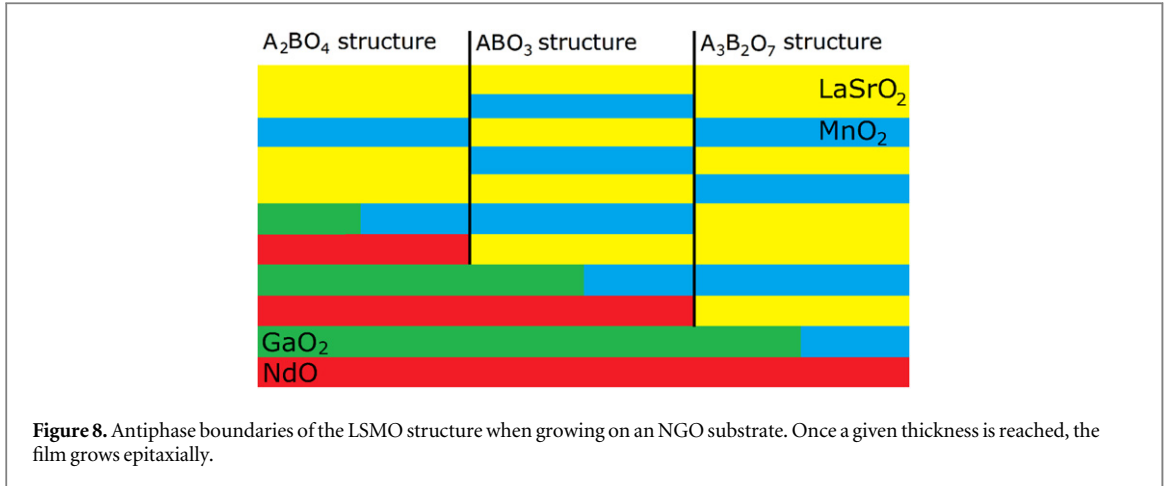 A₂BO₄ structure
ABO₃ structure
A₃B₂O₇ structure
LaSrO₂
MnO₂
GaO₂
NdO
Figure 8. Antiphase boundaries of the LSMO structure when growing on an NGO substrate. Once a given thickness is reached, the
film grows epitaxially.